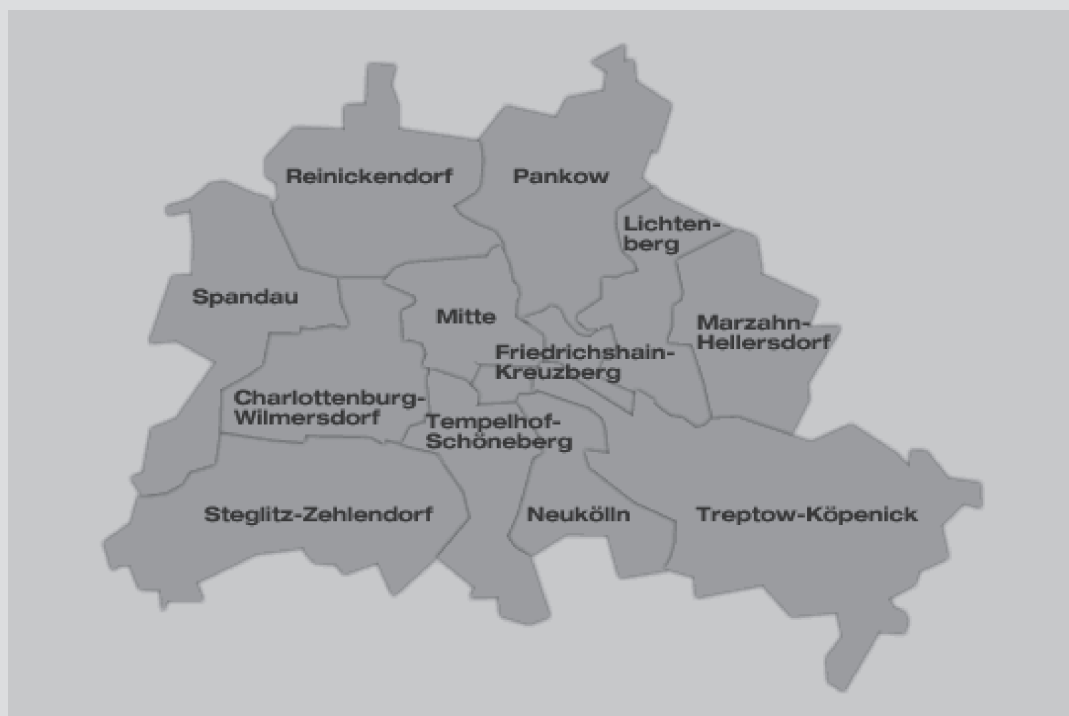 Reinickendorf
Pankow
Lichten-
berg
Spandau
Mitte
Marzahn-
Hellersdorf
Friedrichshain-
Kreuzberg
Charlottenburg-
Wilmersdorf
Tempelhof-
Schöneberg
Steglitz-Zehlendorf
Neukölln
Treptow-Köpenick